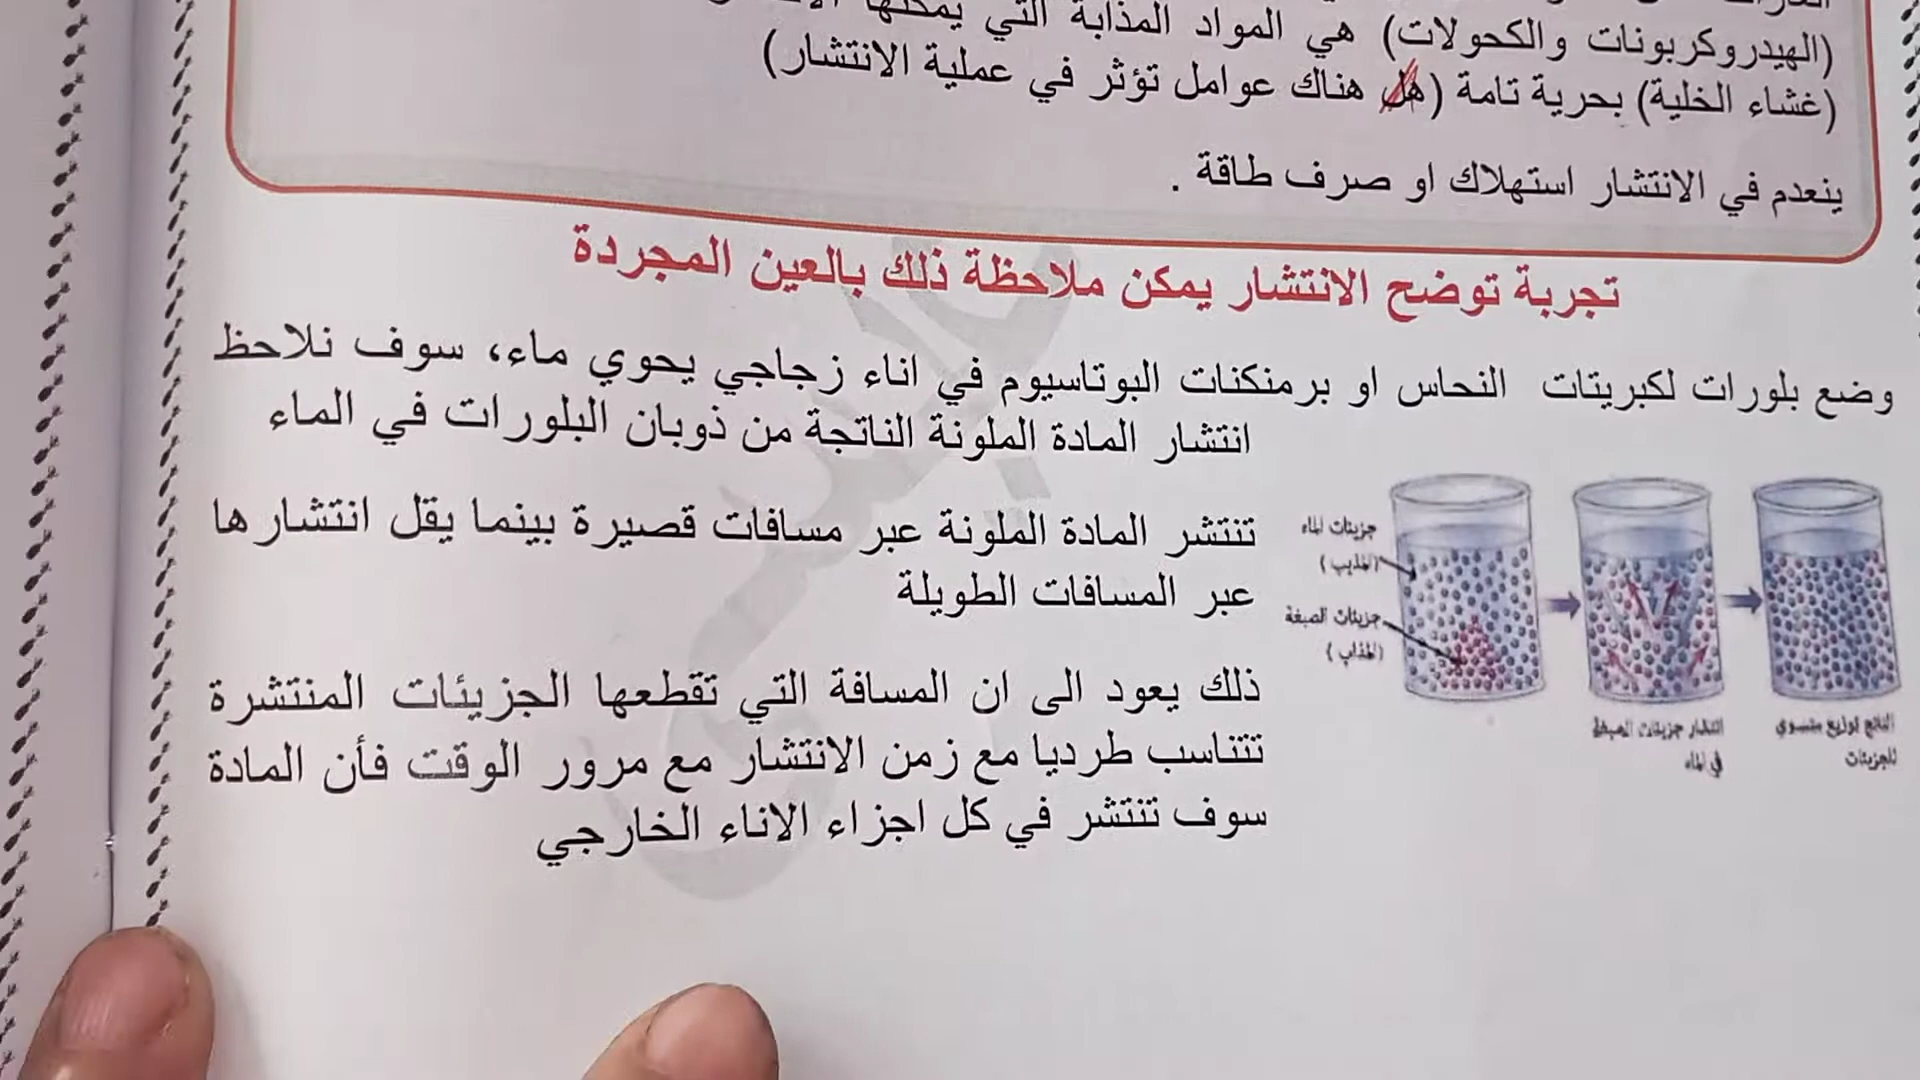 (الهيدروكربونات والكحولات) هي المواد المذابة التي يمكنها
(غشاء الخلية) بحرية تامة (هل هناك عوامل تؤثر في عملية الانتشار)
ينعدم في الانتشار استهلاك او صرف طاقة .
تجربة توضح الانتشار يمكن ملاحظة ذلك بالعين المجردة
وضع بلورات لكبريتات النحاس او برمنكنات البوتاسيوم في اناء زجاجي يحوي ماء، سوف نلاحظ
انتشار المادة الملونة الناتجة من ذوبان البلورات في الماء
تنتشر المادة الملونة عبر مسافات قصيرة بينما يقل انتشار ها
عبر المسافات الطويلة
ذلك يعود الى ان المسافة التي تقطعها الجزيئات المنتشرة
تتناسب طرديا مع زمن الانتشار مع مرور الوقت فأن المادة
سوف تنتشر في كل اجزاء الاناء الخارجي
جزيئات الماء
(المذيب)
جزيئات الصبغة
(المذاب)
انتشار جزيئات الصبغة
في الماء
الناتج توزيع متسوي
للجزيئات